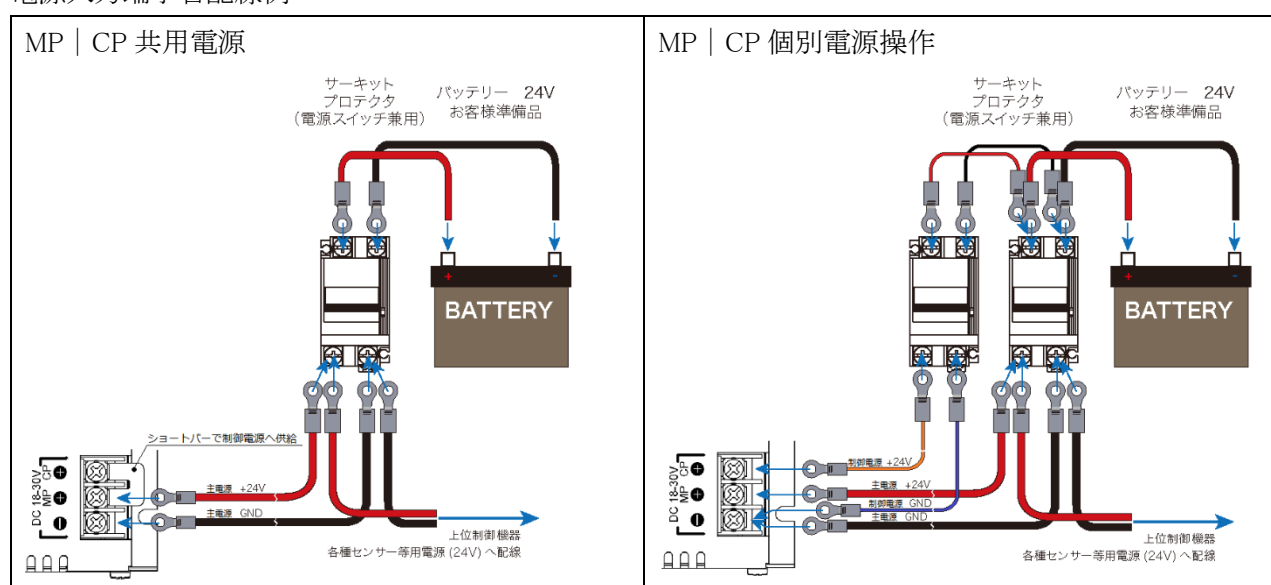 MP｜CP 共用電源
サーキット
プロテクタ
(電源スイッチ兼用)
バッテリー 24V
お客様準備品
+
-
BATTERY
ショートバーで制御電源へ供給
DC 18-30V
MP CP
主電源 +24V
主電源 GND
上位制御機器
各種センサー等用電源 (24V) へ配線
MP｜CP 個別電源操作
サーキット
プロテクタ
(電源スイッチ兼用)
バッテリー 24V
お客様準備品
+
-
BATTERY
DC 18-30V
MP CP
制御電源 +24V
主電源 +24V
制御電源 GND
主電源 GND
上位制御機器
各種センサー等用電源 (24V) へ配線